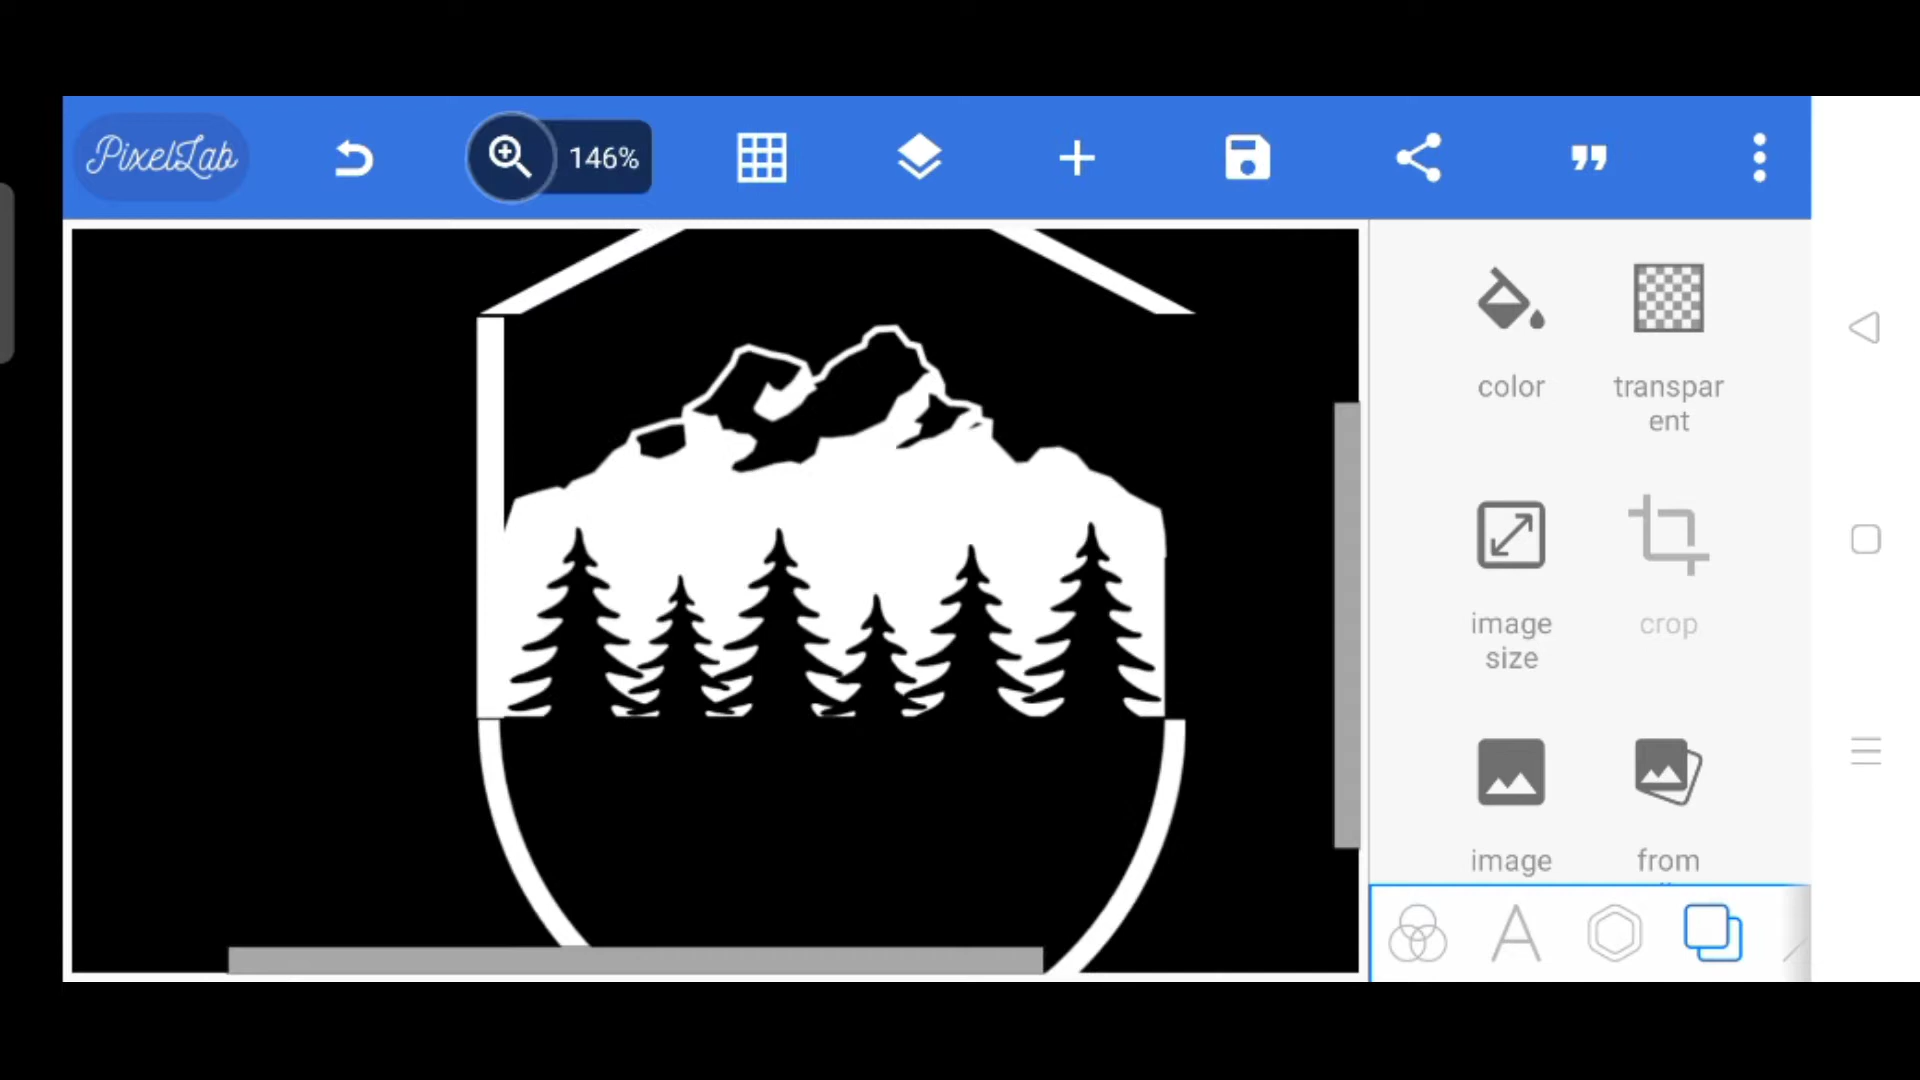 PixelLab
146%
color
transpar
ent
image
size
crop
image
from